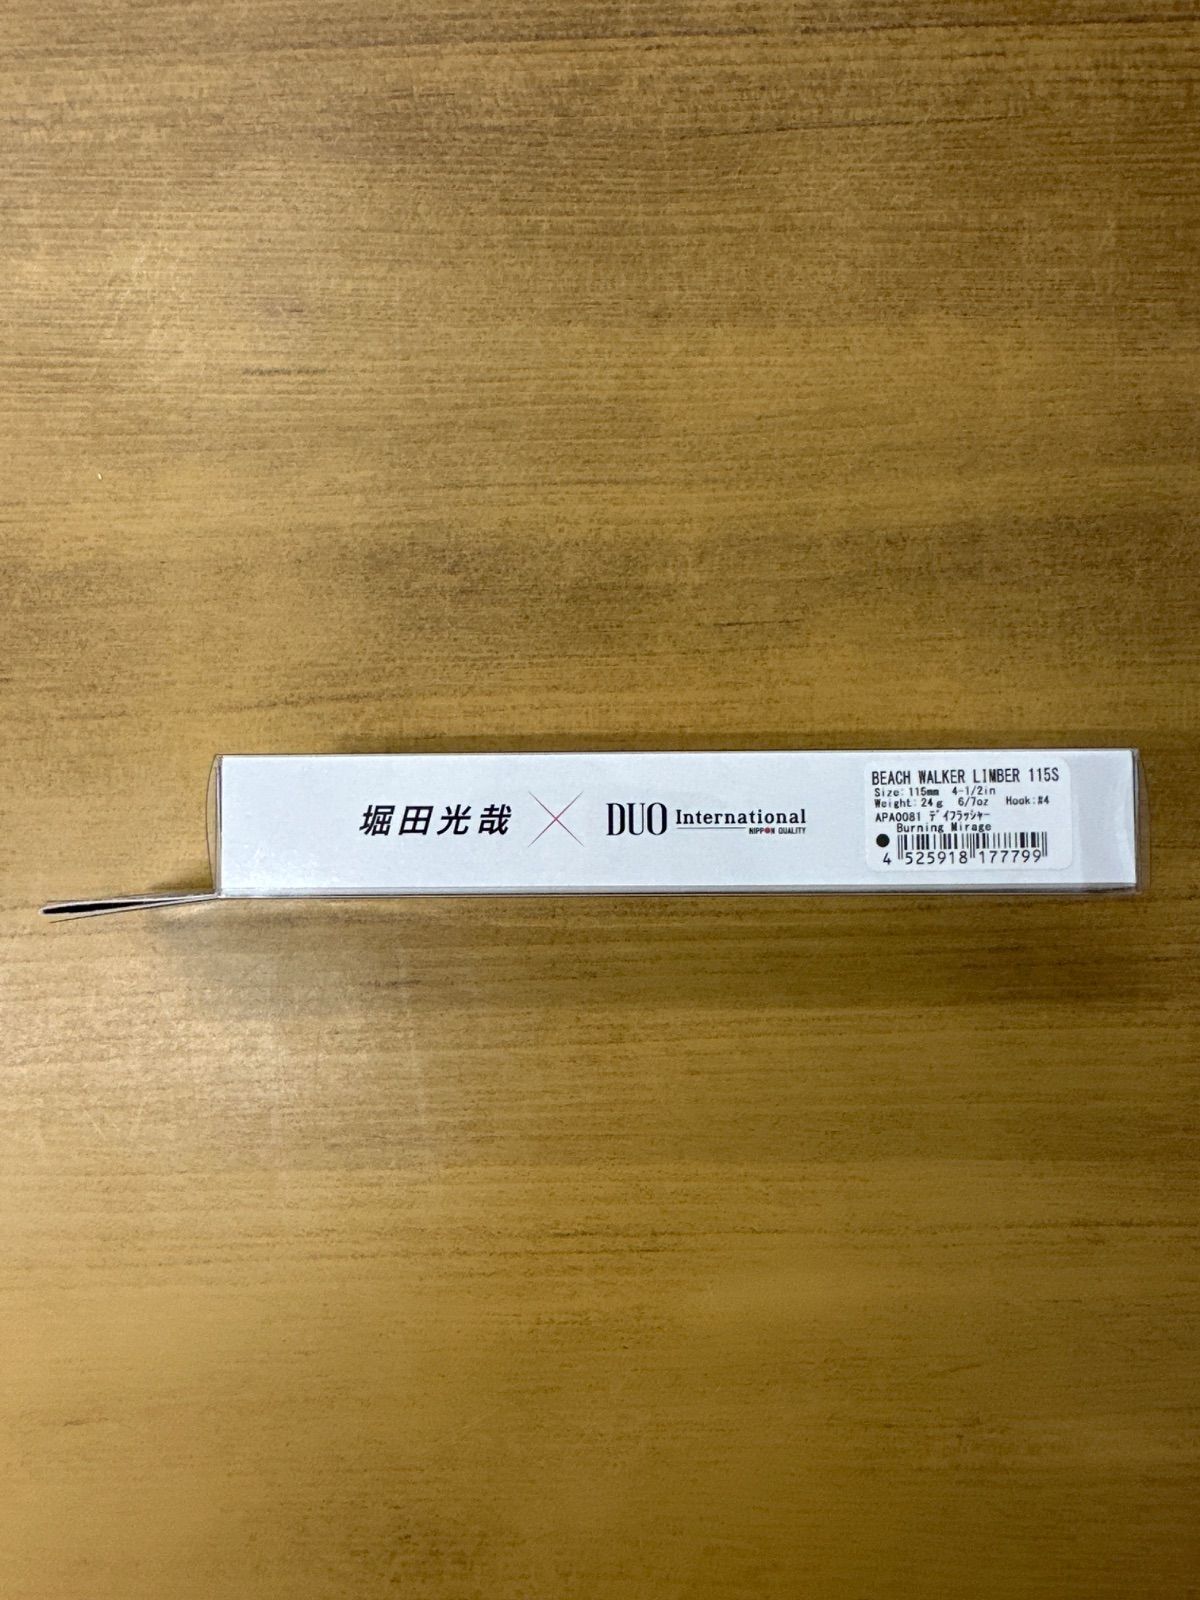 堀田光哉 × DUO International
NIPPON QUALITY
BEACH WALKER LIMBER 115S
Size:115mm 4-1/2in
Weight:24g 6/7oz Hook:#4
APA0081 ﾃﾞｲﾌﾗｯｼｬｰ
Burning Mirage
4 525918 177799